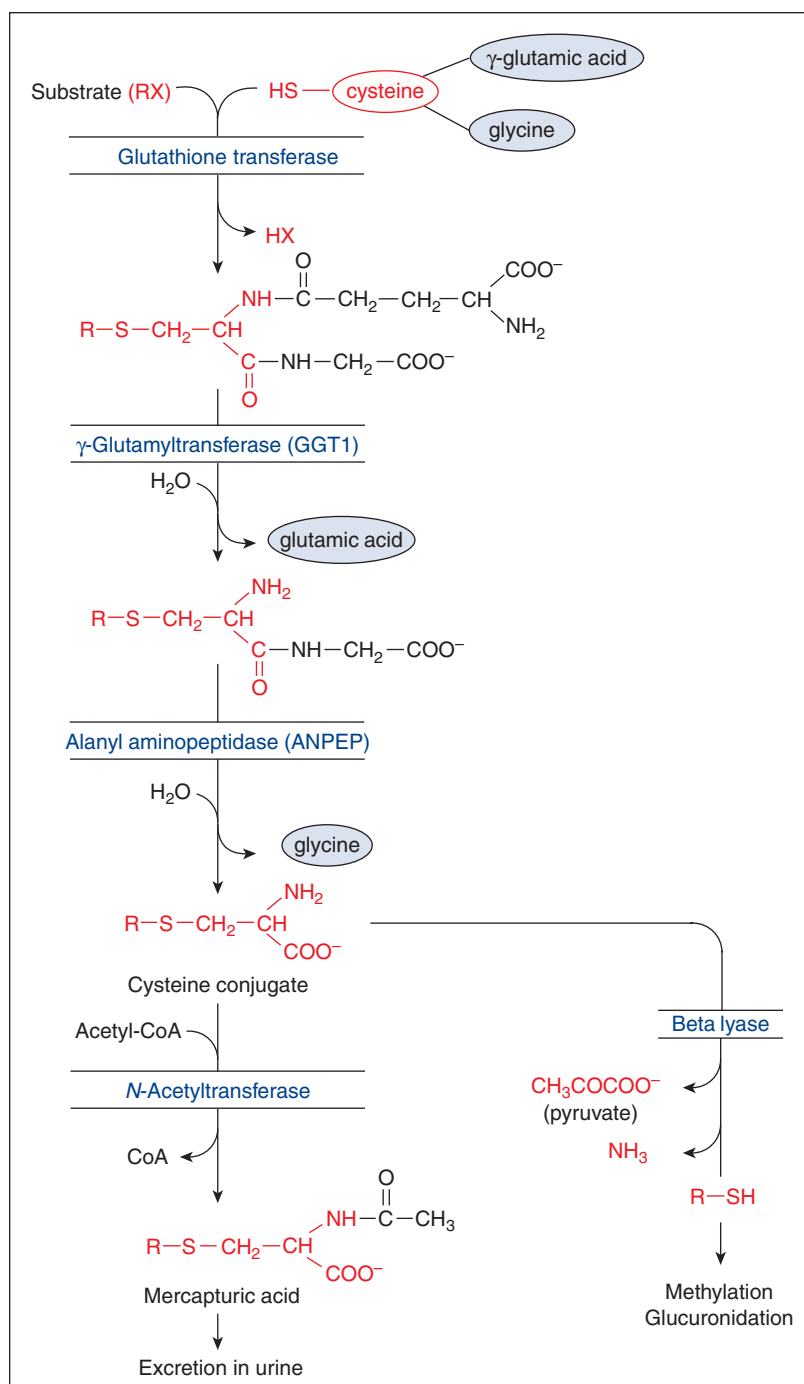 γ-glutamic acid
Substrate (RX)
HS
cysteine
glycine
Glutathione transferase
HX
O
COO⁻
NH—C—CH₂—CH₂—CH
NH₂
R—S—CH₂—CH
C—NH—CH₂—COO⁻
O
γ-Glutamyltransferase (GGT1)
H₂O
glutamic acid
NH₂
R—S—CH₂—CH
C—NH—CH₂—COO⁻
O
Alanyl aminopeptidase (ANPEP)
H₂O
glycine
NH₂
R—S—CH₂—CH
COO⁻
Cysteine conjugate
Acetyl-CoA
N-Acetyltransferase
CoA
O
NH—C—CH₃
R—S—CH₂—CH
COO⁻
Mercapturic acid
Excretion in urine
Beta lyase
CH₃COCOO⁻
(pyruvate)
NH₃
R—SH
Methylation
Glucuronidation